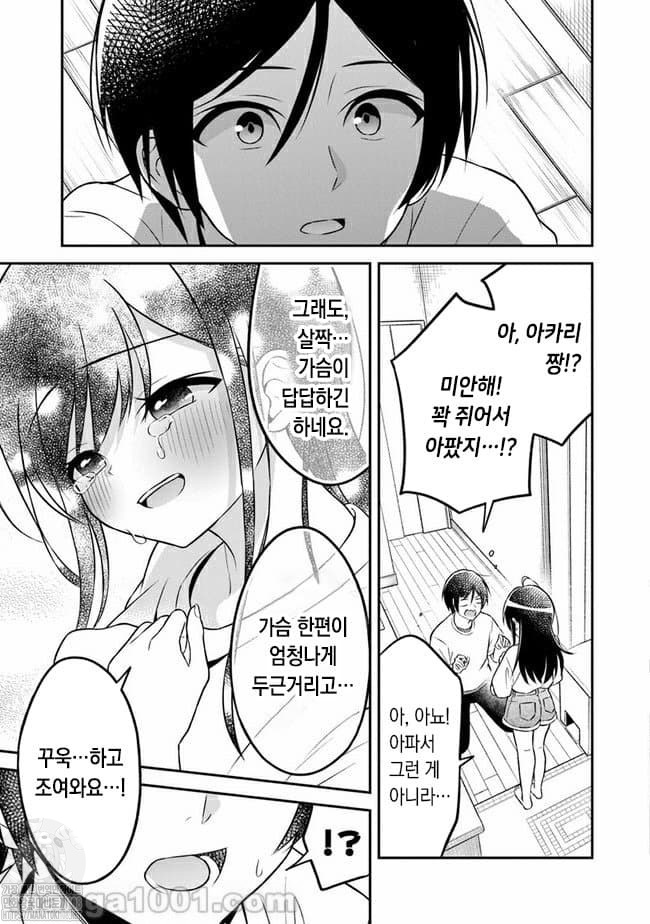 아, 아카리
짱!?
미안해!
꽉 쥐어서
아팠지…!?
아, 아뇨!
아파서
그런 게
아니라…
그래도,
살짝…
가슴이
답답하긴
하네요.
가슴 한편이
엄청나게
두근거리고…
꾸욱…하고
조여와요…!
!?
manga1001.com